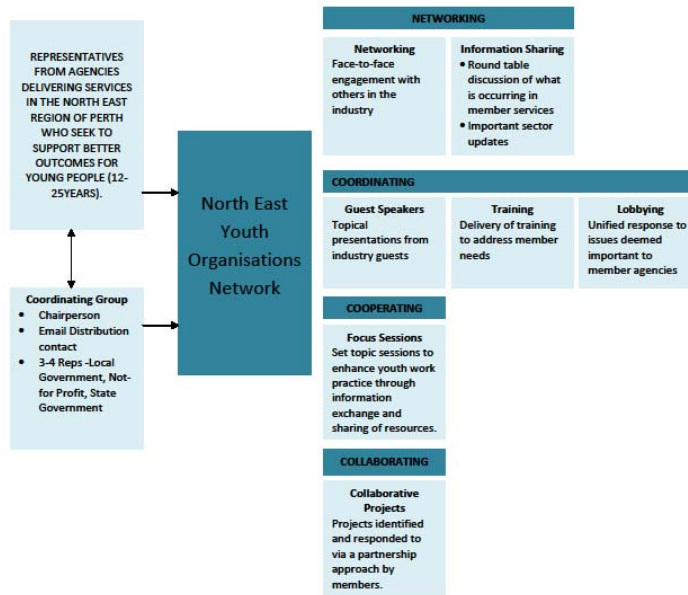 REPRESENTATIVES
FROM AGENCIES
DELIVERING SERVICES
IN THE NORTH EAST
REGION OF PERTH
WHO SEEK TO
SUPPORT BETTER
OUTCOMES FOR
YOUNG PEOPLE (12-
25YEARS).
Coordinating Group
• Chairperson
• Email Distribution
contact
• 3-4 Reps -Local
Government, Not-
for Profit, State
Government
North East
Youth
Organisations
Network
NETWORKING
Networking
Face-to-face
engagement with
others in the
industry
Information Sharing
• Round table
discussion of what
is occurring in
member services
• Important sector
updates
COORDINATING
Guest Speakers
Topical
presentations from
industry guests
Training
Delivery of training
to address member
needs
Lobbying
Unified response to
issues deemed
important to
member agencies
COOPERATING
Focus Sessions
Set topic sessions to
enhance youth work
practice through
information
exchange and
sharing of resources.
COLLABORATING
Collaborative
Projects
Projects identified
and responded to
via a partnership
approach by
members.